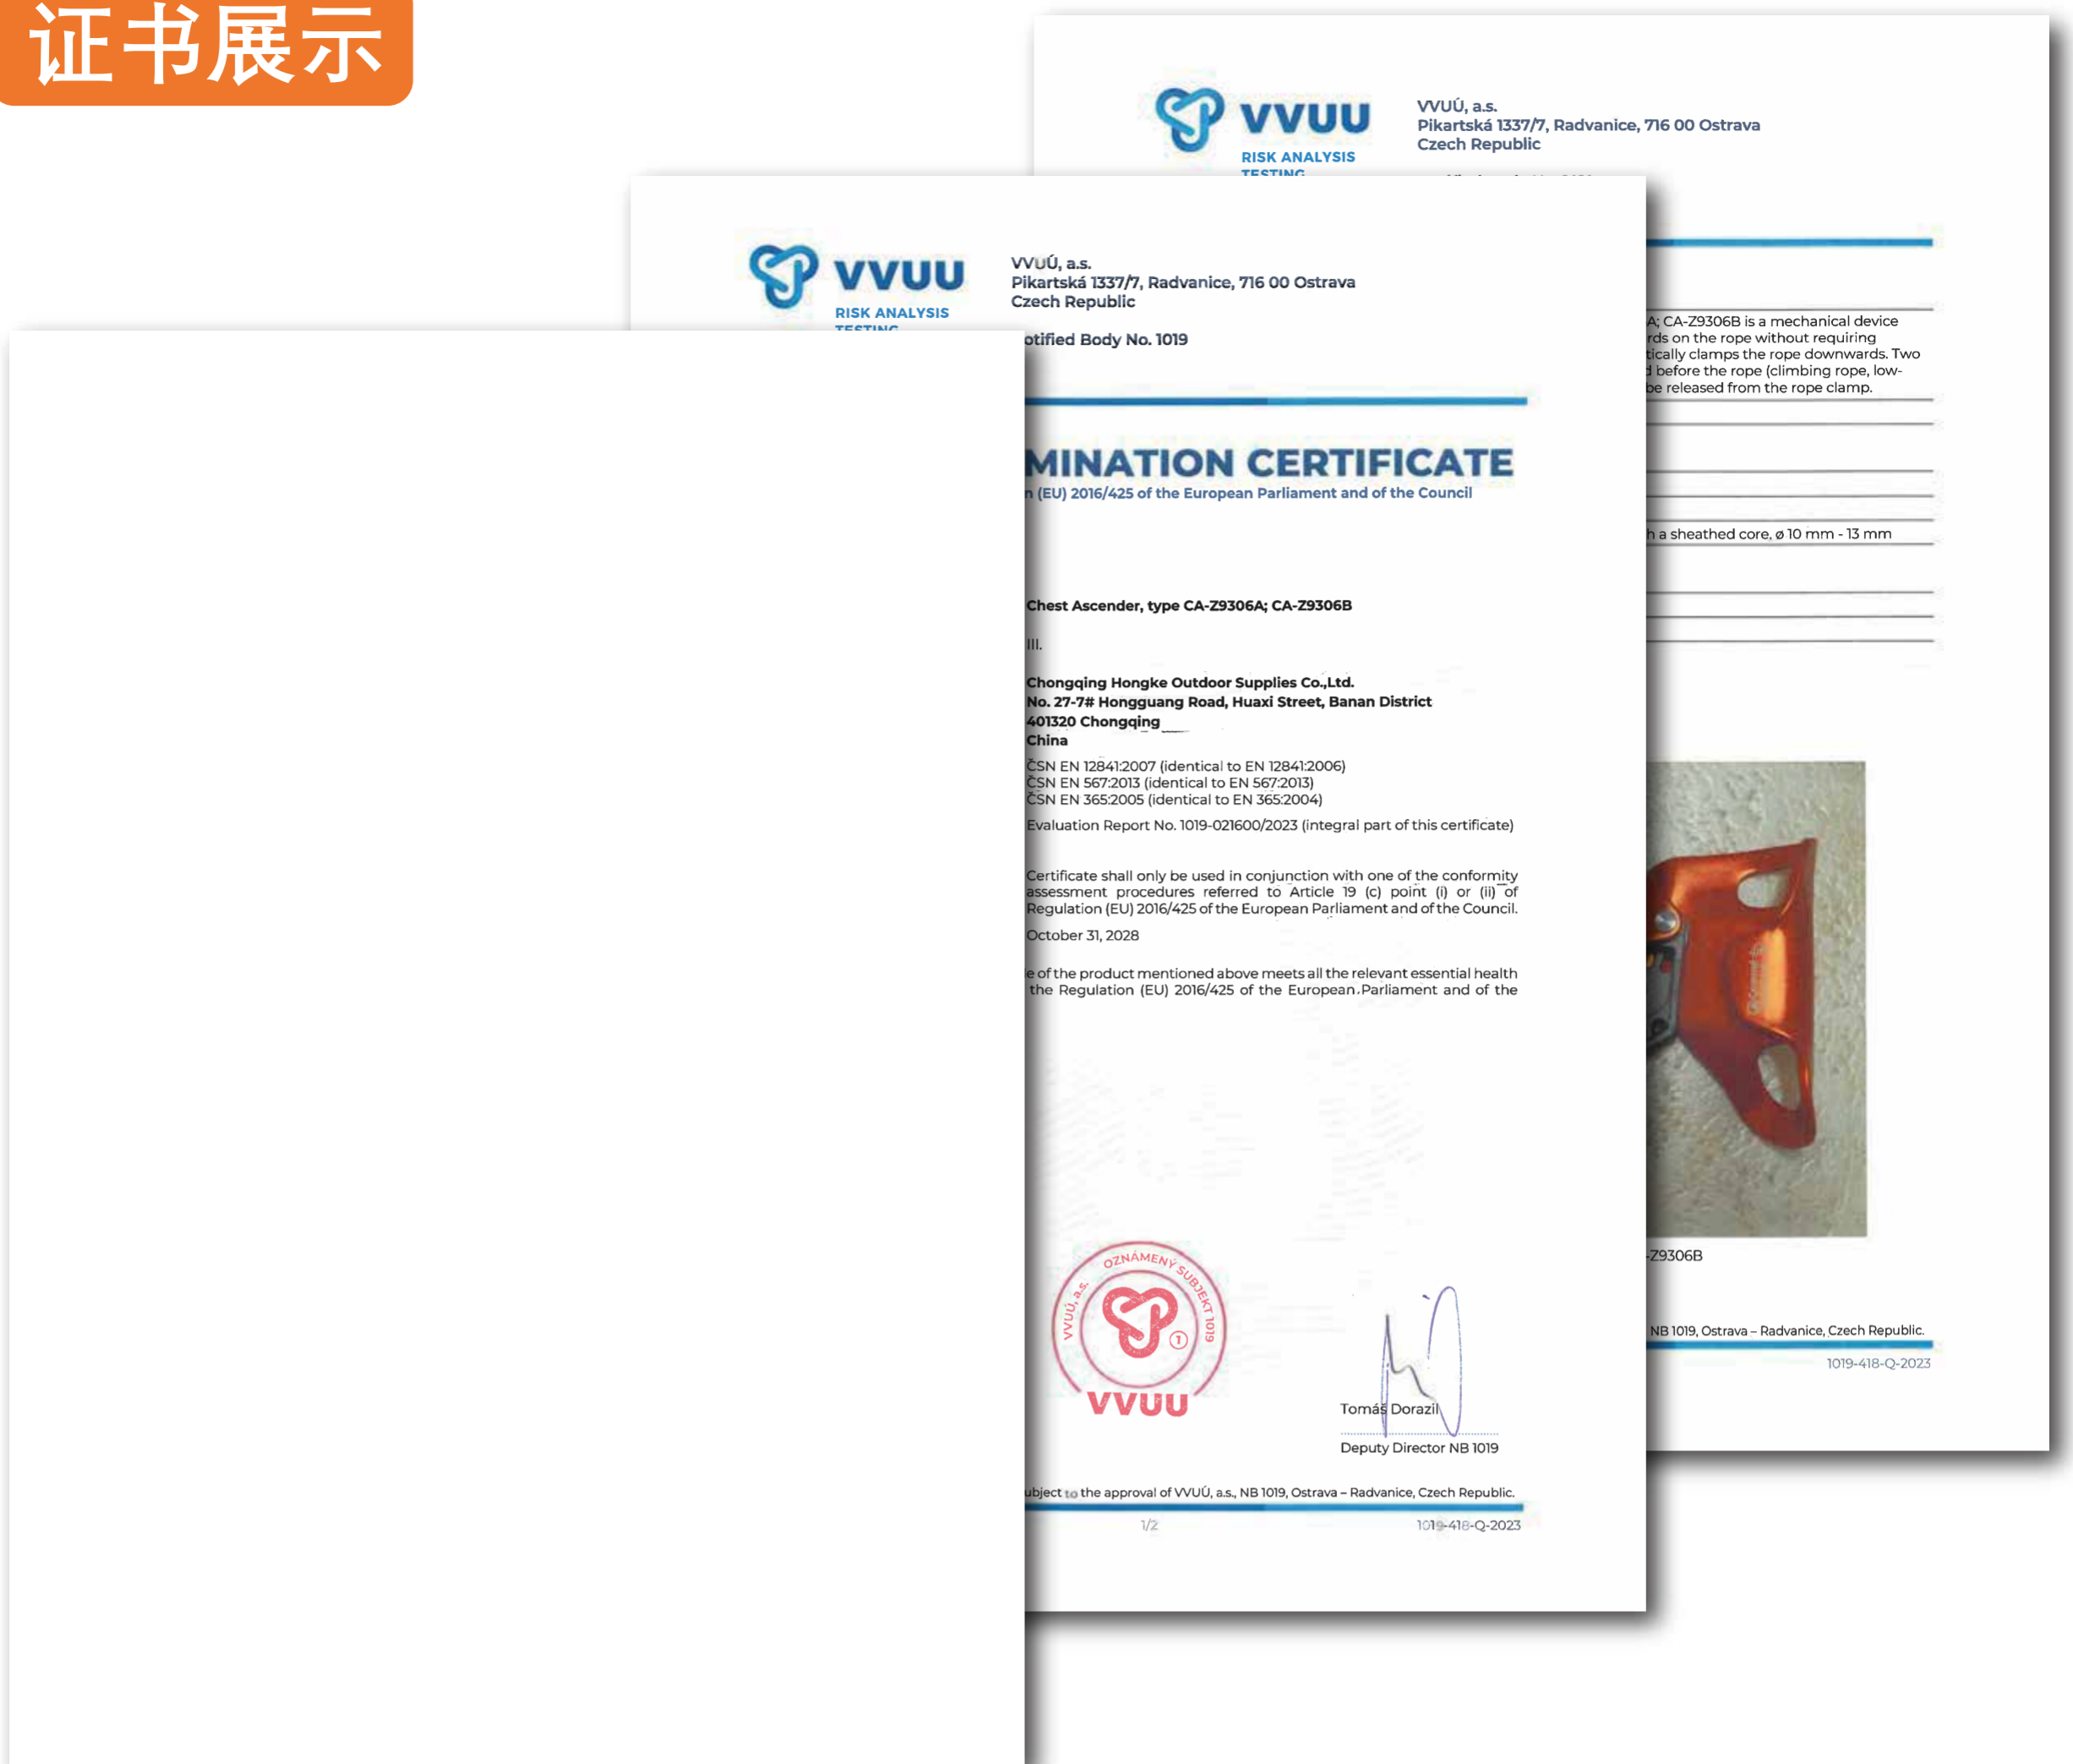 证书展示
VVUU
RISK ANALYSIS
TESTING
VVUÚ, a.s.
Pikartská 1337/7, Radvanice, 716 00 Ostrava
Czech Republic
A; CA-Z9306B is a mechanical device
rds on the rope without requiring
tically clamps the rope downwards. Two
d before the rope (climbing rope, low-
be released from the rope clamp.
h a sheathed core, ø 10 mm - 13 mm
-Z9306B
NB 1019, Ostrava – Radvanice, Czech Republic.
1019-418-Q-2023
VVUU
RISK ANALYSIS
TESTING
VVUÚ, a.s.
Pikartská 1337/7, Radvanice, 716 00 Ostrava
Czech Republic
otified Body No. 1019
MINATION CERTIFICATE
n (EU) 2016/425 of the European Parliament and of the Council
Chest Ascender, type CA-Z9306A; CA-Z9306B
III.
Chongqing Hongke Outdoor Supplies Co.,Ltd.
No. 27-7# Hongguang Road, Huaxi Street, Banan District
401320 Chongqing
China
ČSN EN 12841:2007 (identical to EN 12841:2006)
ČSN EN 567:2013 (identical to EN 567:2013)
ČSN EN 365:2005 (identical to EN 365:2004)
Evaluation Report No. 1019-021600/2023 (integral part of this certificate)
Certificate shall only be used in conjunction with one of the conformity
assessment procedures referred to Article 19 (c) point (i) or (ii) of
Regulation (EU) 2016/425 of the European Parliament and of the Council.
October 31, 2028
e of the product mentioned above meets all the relevant essential health
the Regulation (EU) 2016/425 of the European Parliament and of the
VVUÚ, a.s. OZNÁMENÝ SUBJEKT 1019
1
VVUU
Tomáš Dorazil
Deputy Director NB 1019
ubject to the approval of VVUÚ, a.s., NB 1019, Ostrava – Radvanice, Czech Republic.
1/2
1019-418-Q-2023